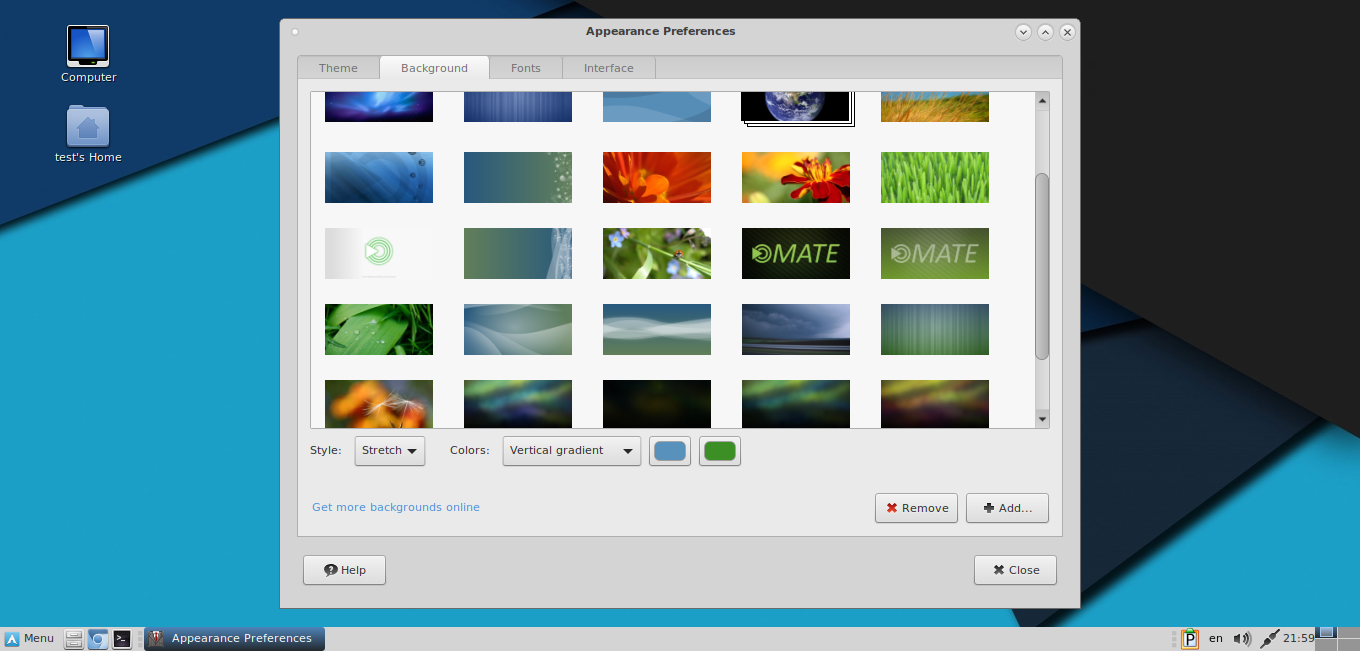 Computer
test's Home
Appearance Preferences
Theme
Background
Fonts
Interface
MATE
MATE
Style:
Stretch
Colors:
Vertical gradient
Get more backgrounds online
Remove
Add...
Help
Close
Menu
>_
Appearance Preferences
P
en
21:59